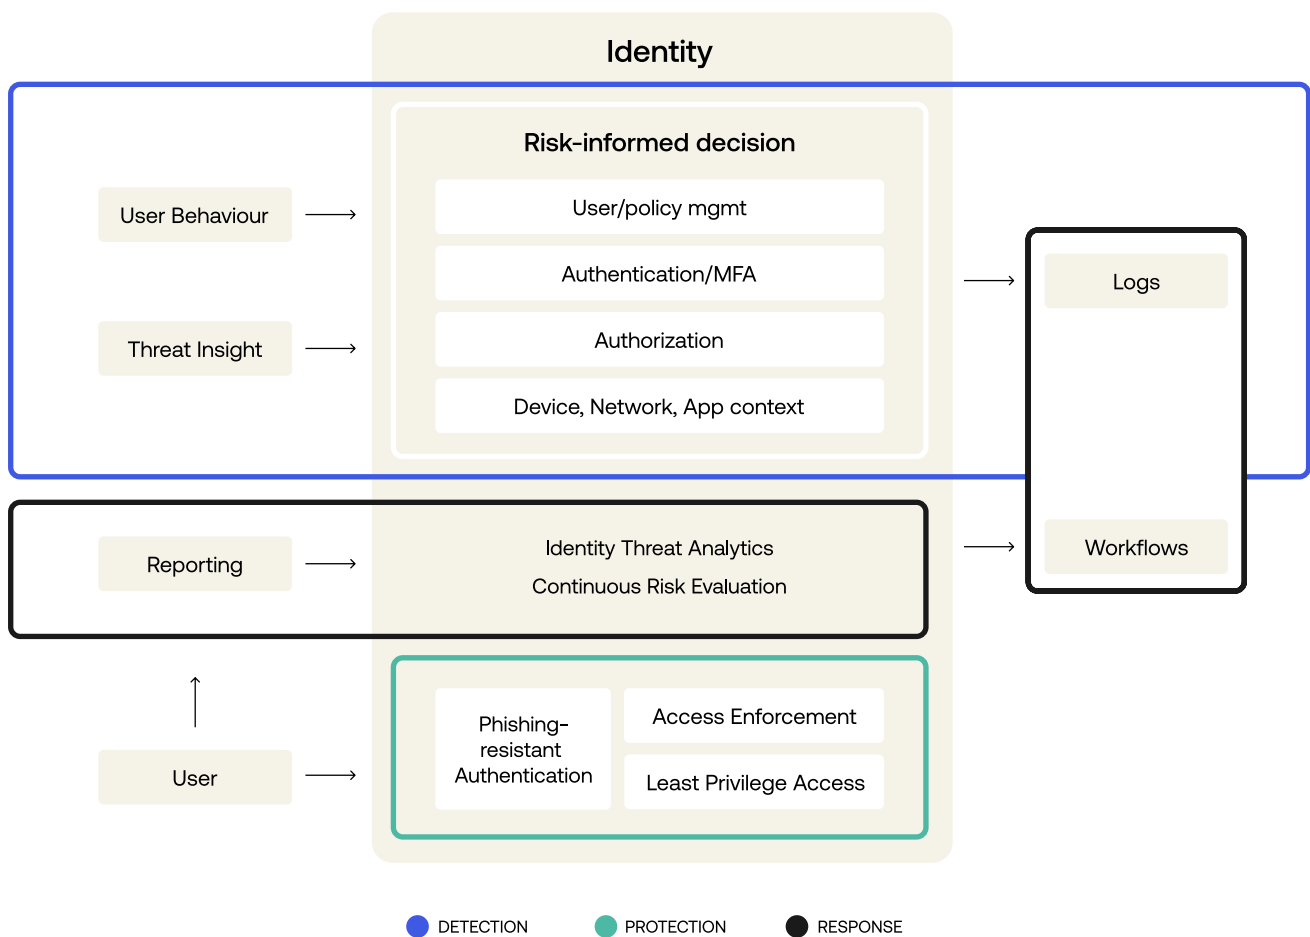 Identity
Risk-informed decision
User Behaviour
User/policy mgmt
Authentication/MFA
Logs
Threat Insight
Authorization
Device, Network, App context
Reporting
Identity Threat Analytics
Continuous Risk Evaluation
Workflows
User
Phishing-
resistant
Authentication
Access Enforcement
Least Privilege Access
DETECTION
PROTECTION
RESPONSE